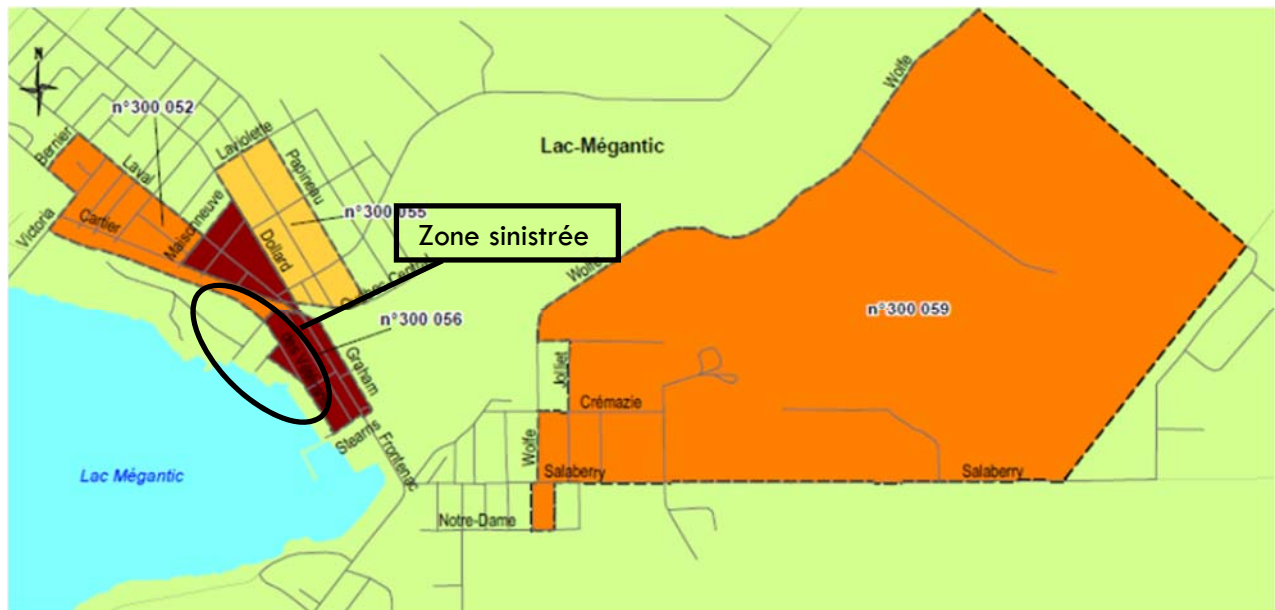 N
n°300 052
Bernier
Laval
Laviolette
Papineau
Lac-Mégantic
Wolfe
Victoria
Cartier
Maisonneuve
n°300 055
Dollard
Zone sinistrée
Wolfe
n°300 059
n°300 056
Graham
Joliet
Crémazie
Stearns
Frontenac
Wolfe
Salaberry
Salaberry
Lac Mégantic
Notre-Dame